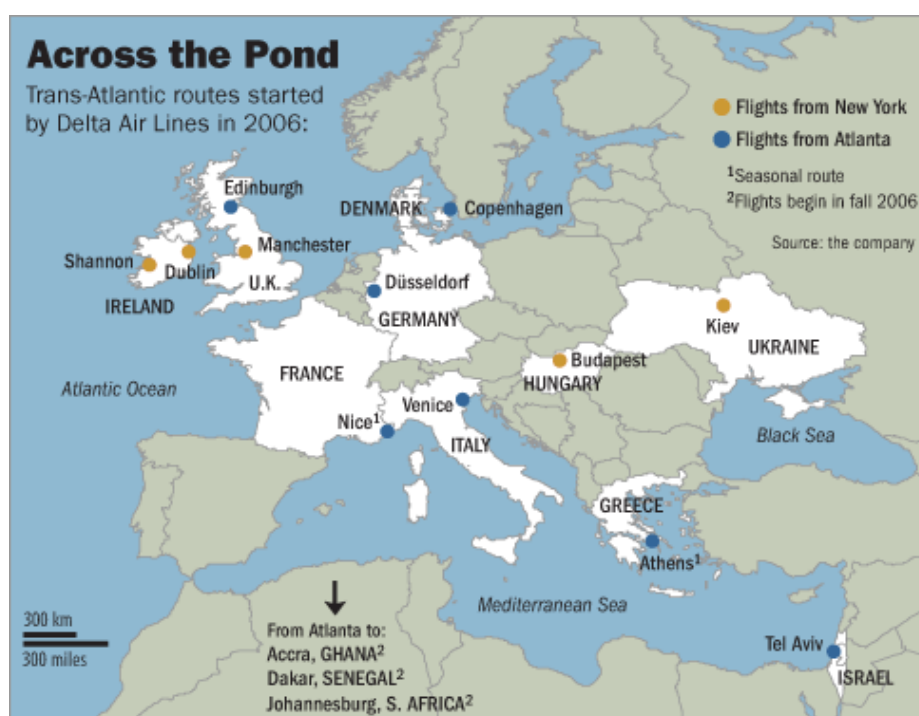 Across the Pond
Trans-Atlantic routes started
by Delta Air Lines in 2006:
Flights from New York
Flights from Atlanta
¹Seasonal route
²Flights begin in fall 2006
Source: the company
Edinburgh
DENMARK
Copenhagen
Shannon
Dublin
Manchester
IRELAND
U.K.
Düsseldorf
GERMANY
Kiev
UKRAINE
Atlantic Ocean
FRANCE
Budapest
HUNGARY
Venice
Nice¹
ITALY
Black Sea
GREECE
Athens¹
Mediterranean Sea
300 km
300 miles
From Atlanta to:
Accra, GHANA²
Dakar, SENEGAL²
Johannesburg, S. AFRICA²
Tel Aviv
ISRAEL